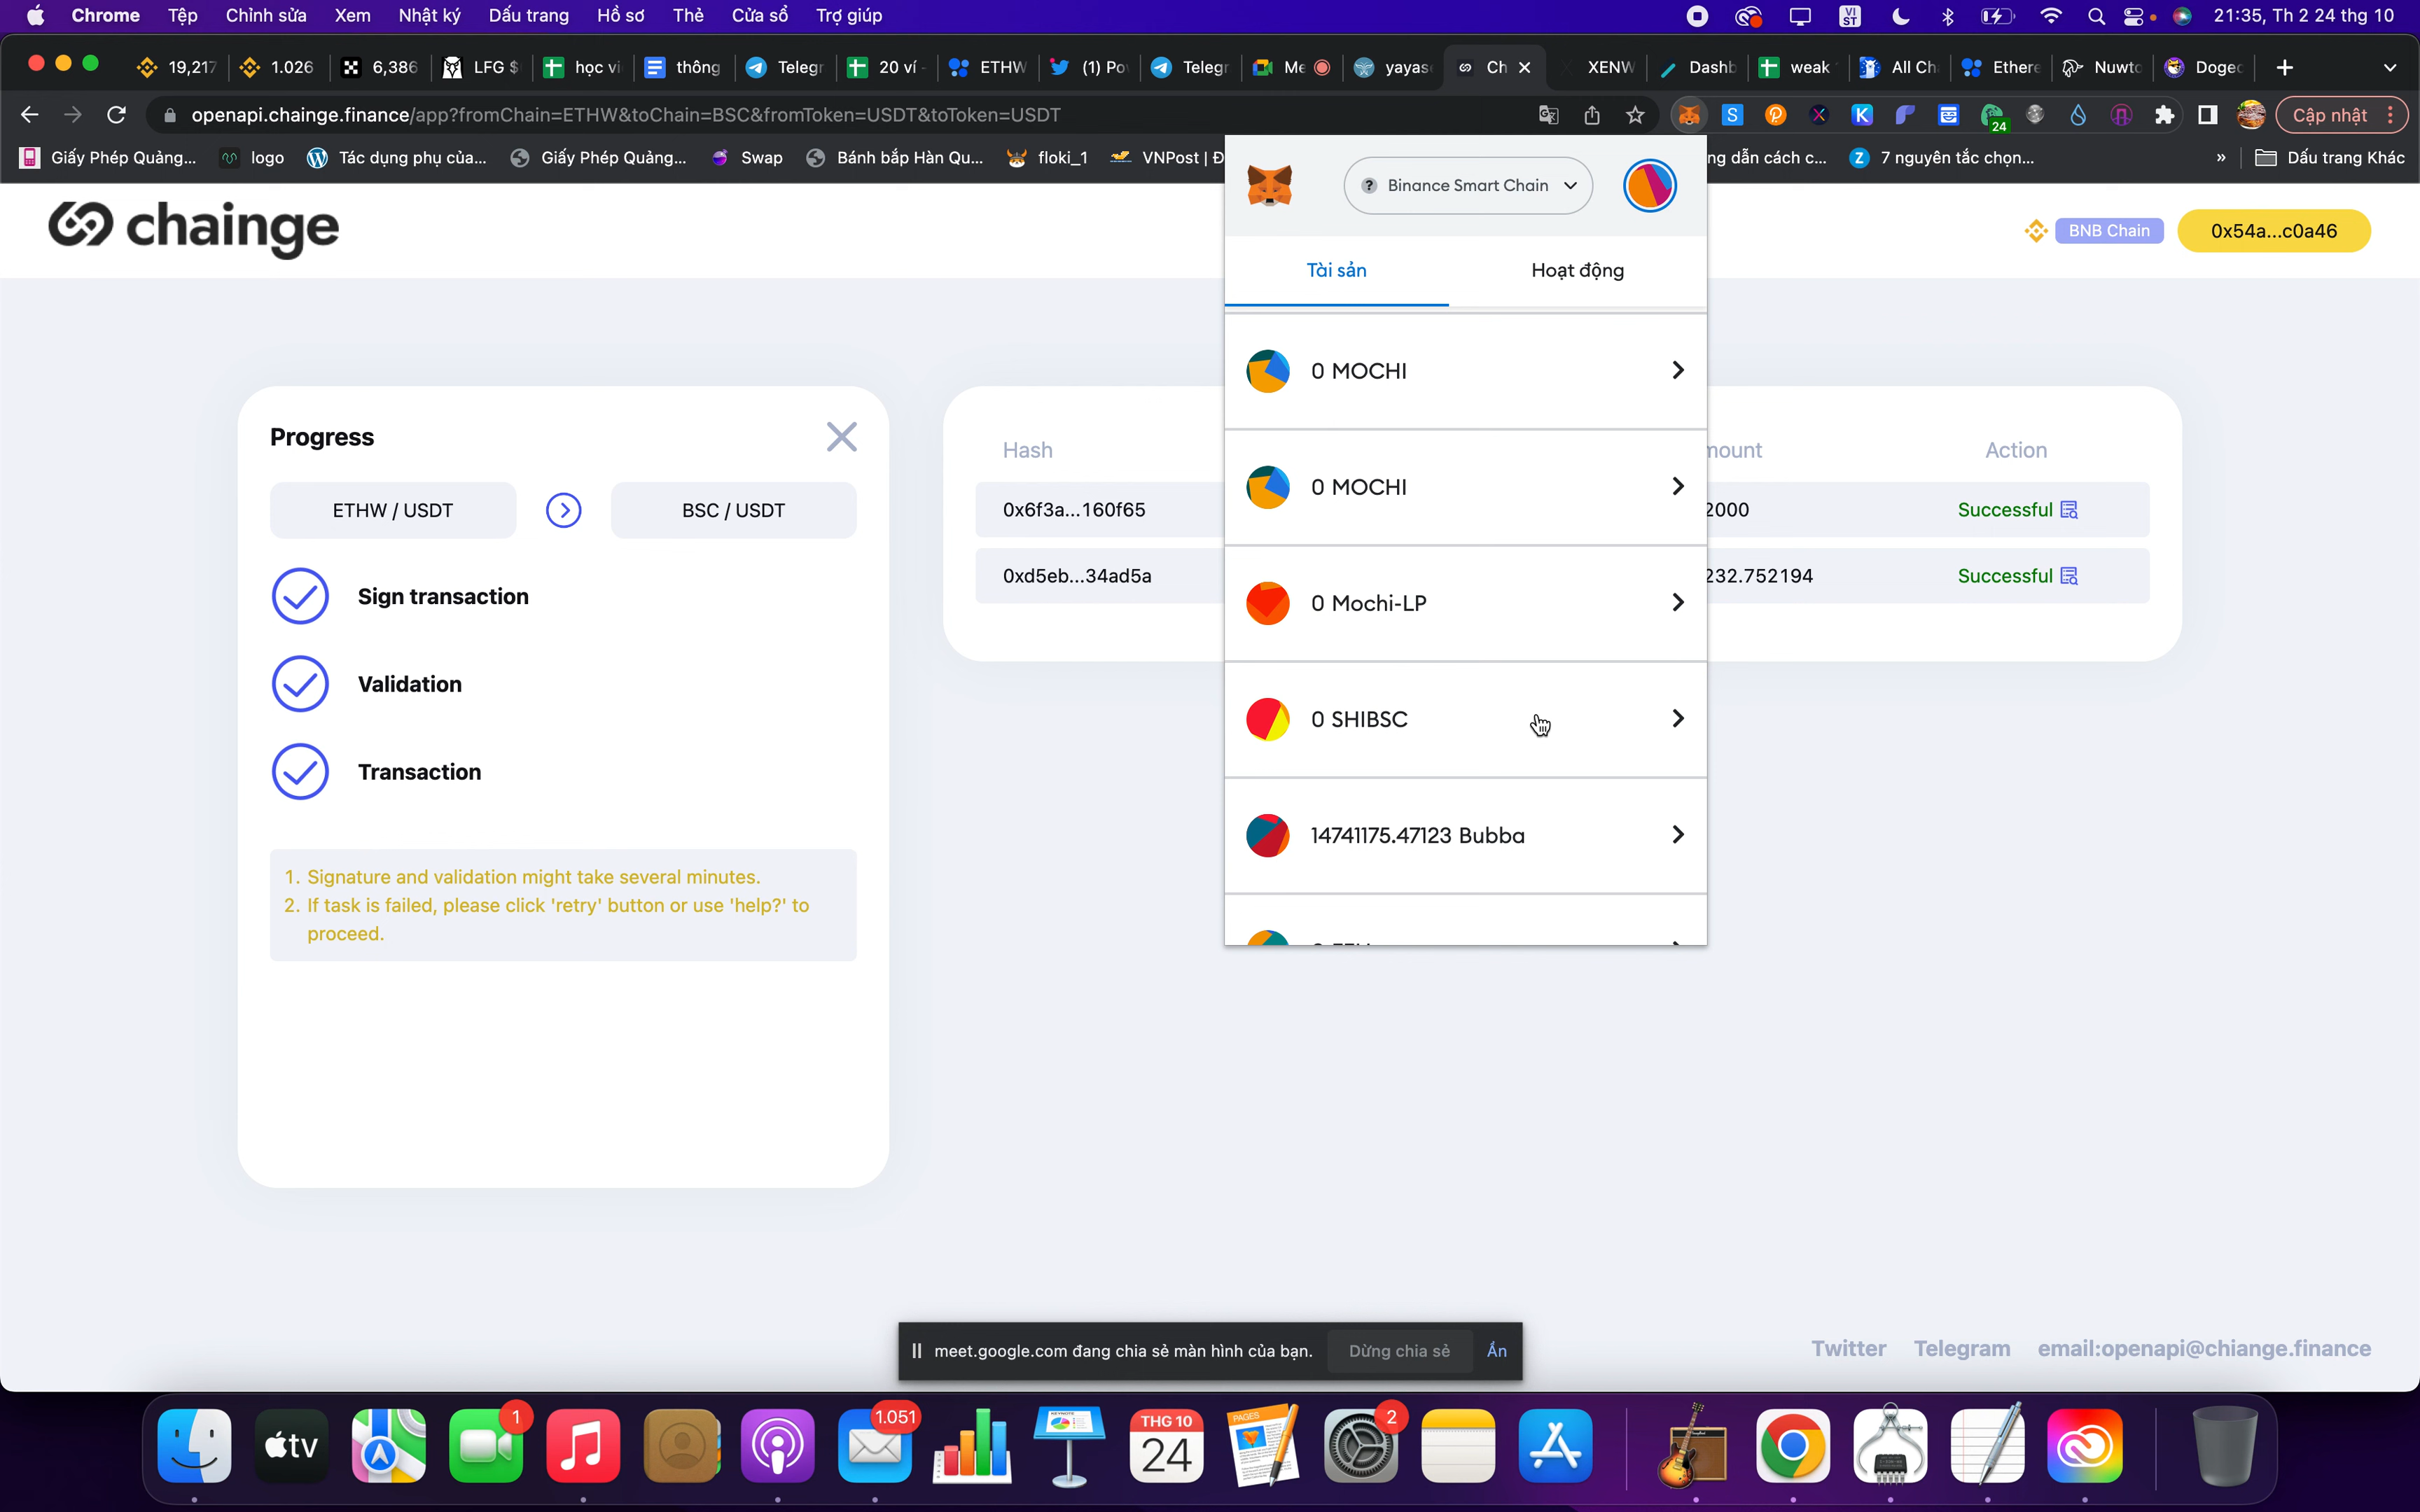 Chrome Tệp Chỉnh sửa Xem Nhật ký Dấu trang Hồ sơ Thẻ Cửa sổ Trợ giúp VI ST 21:35, Th 2 24 thg 10
19,217 1.026 6,386 LFG $ học vi thông Telegr 20 ví - ETHW (1) Po Telegr Me yayas Ch XENW Dashb weak All Ch Ethere Nuwto Dogec
openapi.chainge.finance/app?fromChain=ETHW&toChain=BSC&fromToken=USDT&toToken=USDT 24 Cập nhật
Giấy Phép Quảng... logo Tác dụng phụ của... Giấy Phép Quảng... Swap Bánh bắp Hàn Qu... floki_1 VNPost | Đ ng dẫn cách c... 7 nguyên tắc chọn... » Dấu trang Khác
chainge
BNB Chain 0x54a...c0a46
Binance Smart Chain
Tài sản Hoạt động
0 MOCHI
0 MOCHI
0 Mochi-LP
0 SHIBSC
14741175.47123 Bubba
Progress
ETHW / USDT BSC / USDT
Sign transaction
Validation
Transaction
1. Signature and validation might take several minutes.
2. If task is failed, please click 'retry' button or use 'help?' to
proceed.
Hash mount Action
0x6f3a...160f65 2000 Successful
0xd5eb...34ad5a 232.752194 Successful
meet.google.com đang chia sẻ màn hình của bạn. Dừng chia sẻ Ẩn
Twitter Telegram email:openapi@chiange.finance
tv 1 1.051 THG 10 24 PAGES 2